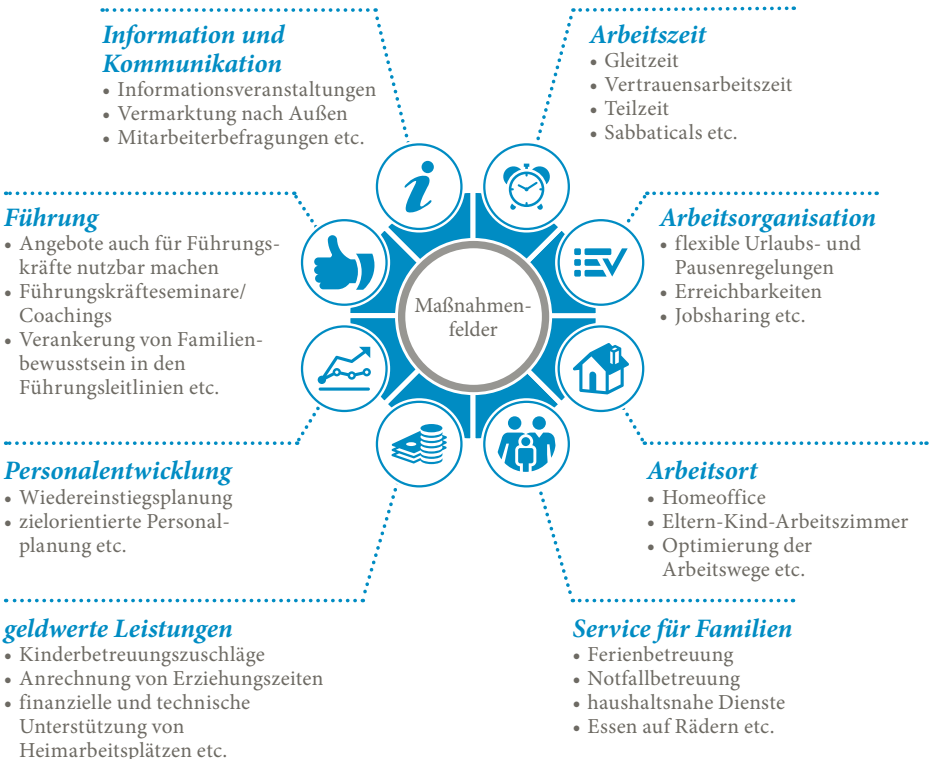 Information und
Kommunikation
• Informationsveranstaltungen
• Vermarktung nach Außen
• Mitarbeiterbefragungen etc.
Arbeitszeit
• Gleitzeit
• Vertrauensarbeitszeit
• Teilzeit
• Sabbaticals etc.
Führung
• Angebote auch für Führungs-
kräfte nutzbar machen
• Führungskräfteseminare/
Coachings
• Verankerung von Familien-
bewusstsein in den
Führungsleitlinien etc.
Maßnahmen-
felder
Arbeitsorganisation
• flexible Urlaubs- und
Pausenregelungen
• Erreichbarkeiten
• Jobsharing etc.
Personalentwicklung
• Wiedereinstiegsplanung
• zielorientierte Personal-
planung etc.
Arbeitsort
• Homeoffice
• Eltern-Kind-Arbeitszimmer
• Optimierung der
Arbeitswege etc.
geldwerte Leistungen
• Kinderbetreuungszuschläge
• Anrechnung von Erziehungszeiten
• finanzielle und technische
Unterstützung von
Heimarbeitsplätzen etc.
Service für Familien
• Ferienbetreuung
• Notfallbetreuung
• haushaltsnahe Dienste
• Essen auf Rädern etc.